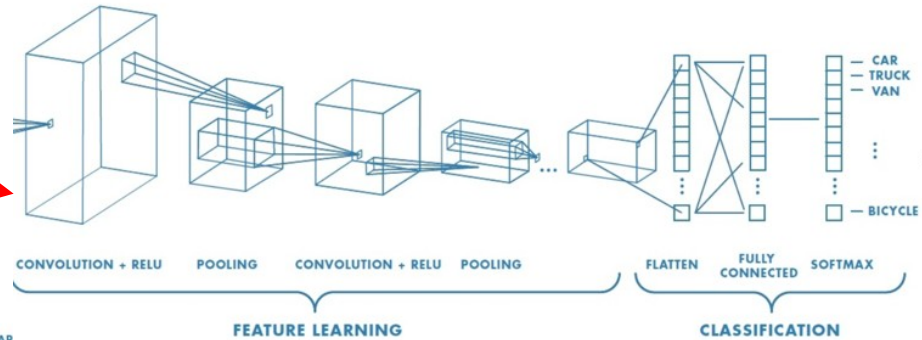 CAR
TRUCK
VAN
BICYCLE
CONVOLUTION + RELU
POOLING
CONVOLUTION + RELU
POOLING
FLATTEN
FULLY
CONNECTED
SOFTMAX
FEATURE LEARNING
CLASSIFICATION